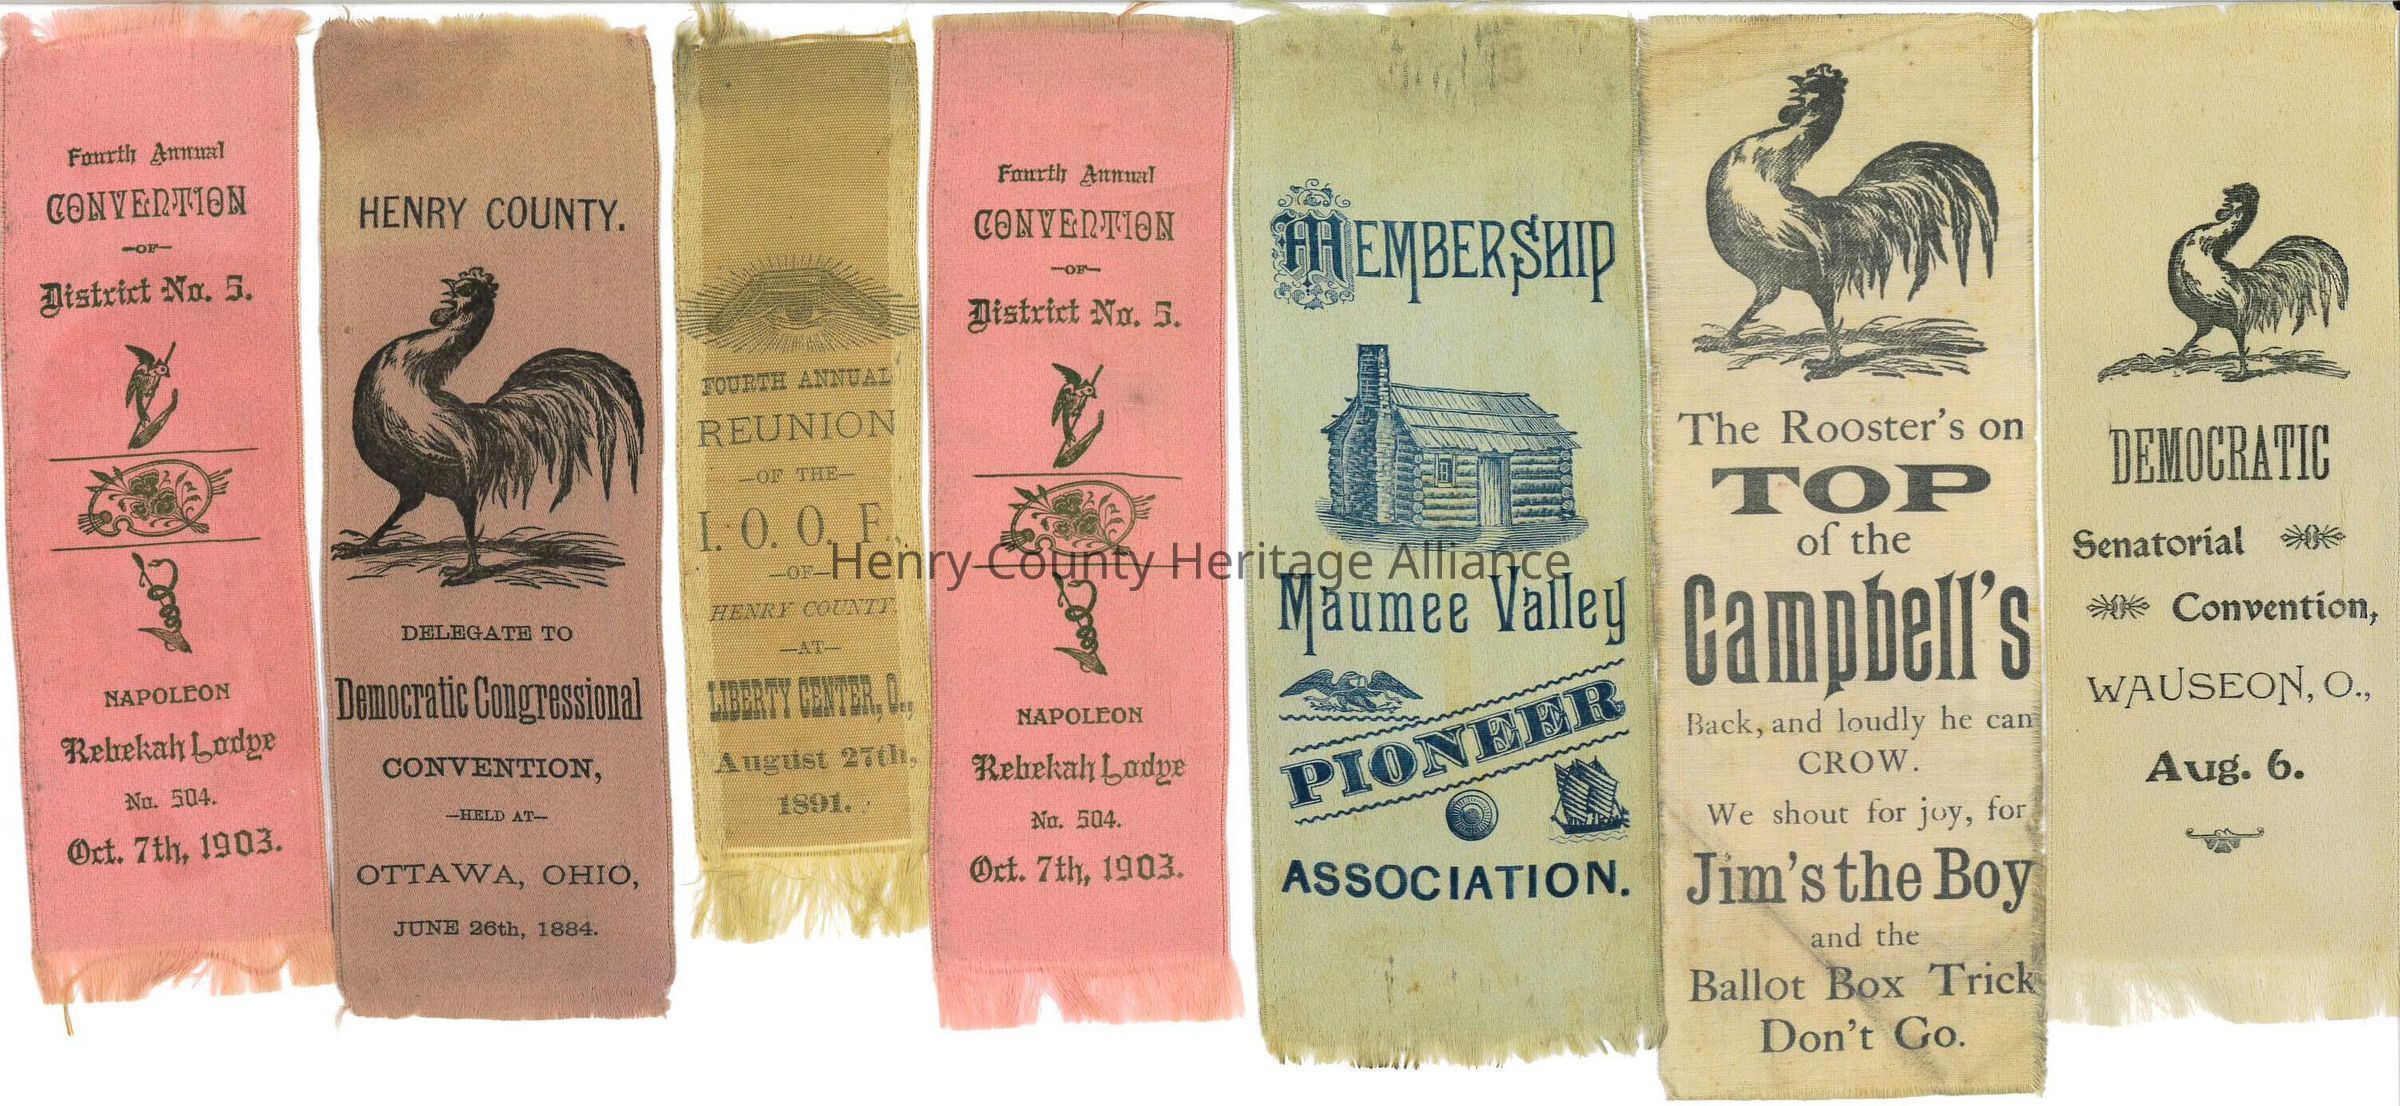 Fourth Annual
CONVENTION
—OF—
District No. 5.
NAPOLEON
Rebekah Lodge
No. 504.
Oct. 7th, 1903.
HENRY COUNTY.
DELEGATE TO
Democratic Congressional
CONVENTION,
—HELD AT—
OTTAWA, OHIO,
JUNE 26th, 1884.
FOURTH ANNUAL
REUNION
—OF THE—
I. O. O. F.,
—OF—
HENRY COUNTY
—AT—
LIBERTY CENTER, O.,
August 27th,
1891.
Fourth Annual
CONVENTION
—OF—
District No. 5.
NAPOLEON
Rebekah Lodge
No. 504.
Oct. 7th, 1903.
MEMBERSHIP
Maumee Valley
PIONEER
ASSOCIATION.
The Rooster's on
TOP
of the
Campbell's
Back, and loudly he can
CROW.
We shout for joy, for
Jim's the Boy
and the
Ballot Box Trick
Don't Go.
DEMOCRATIC
Senatorial
Convention,
WAUSEON, O.,
Aug. 6.
Henry County Heritage Alliance